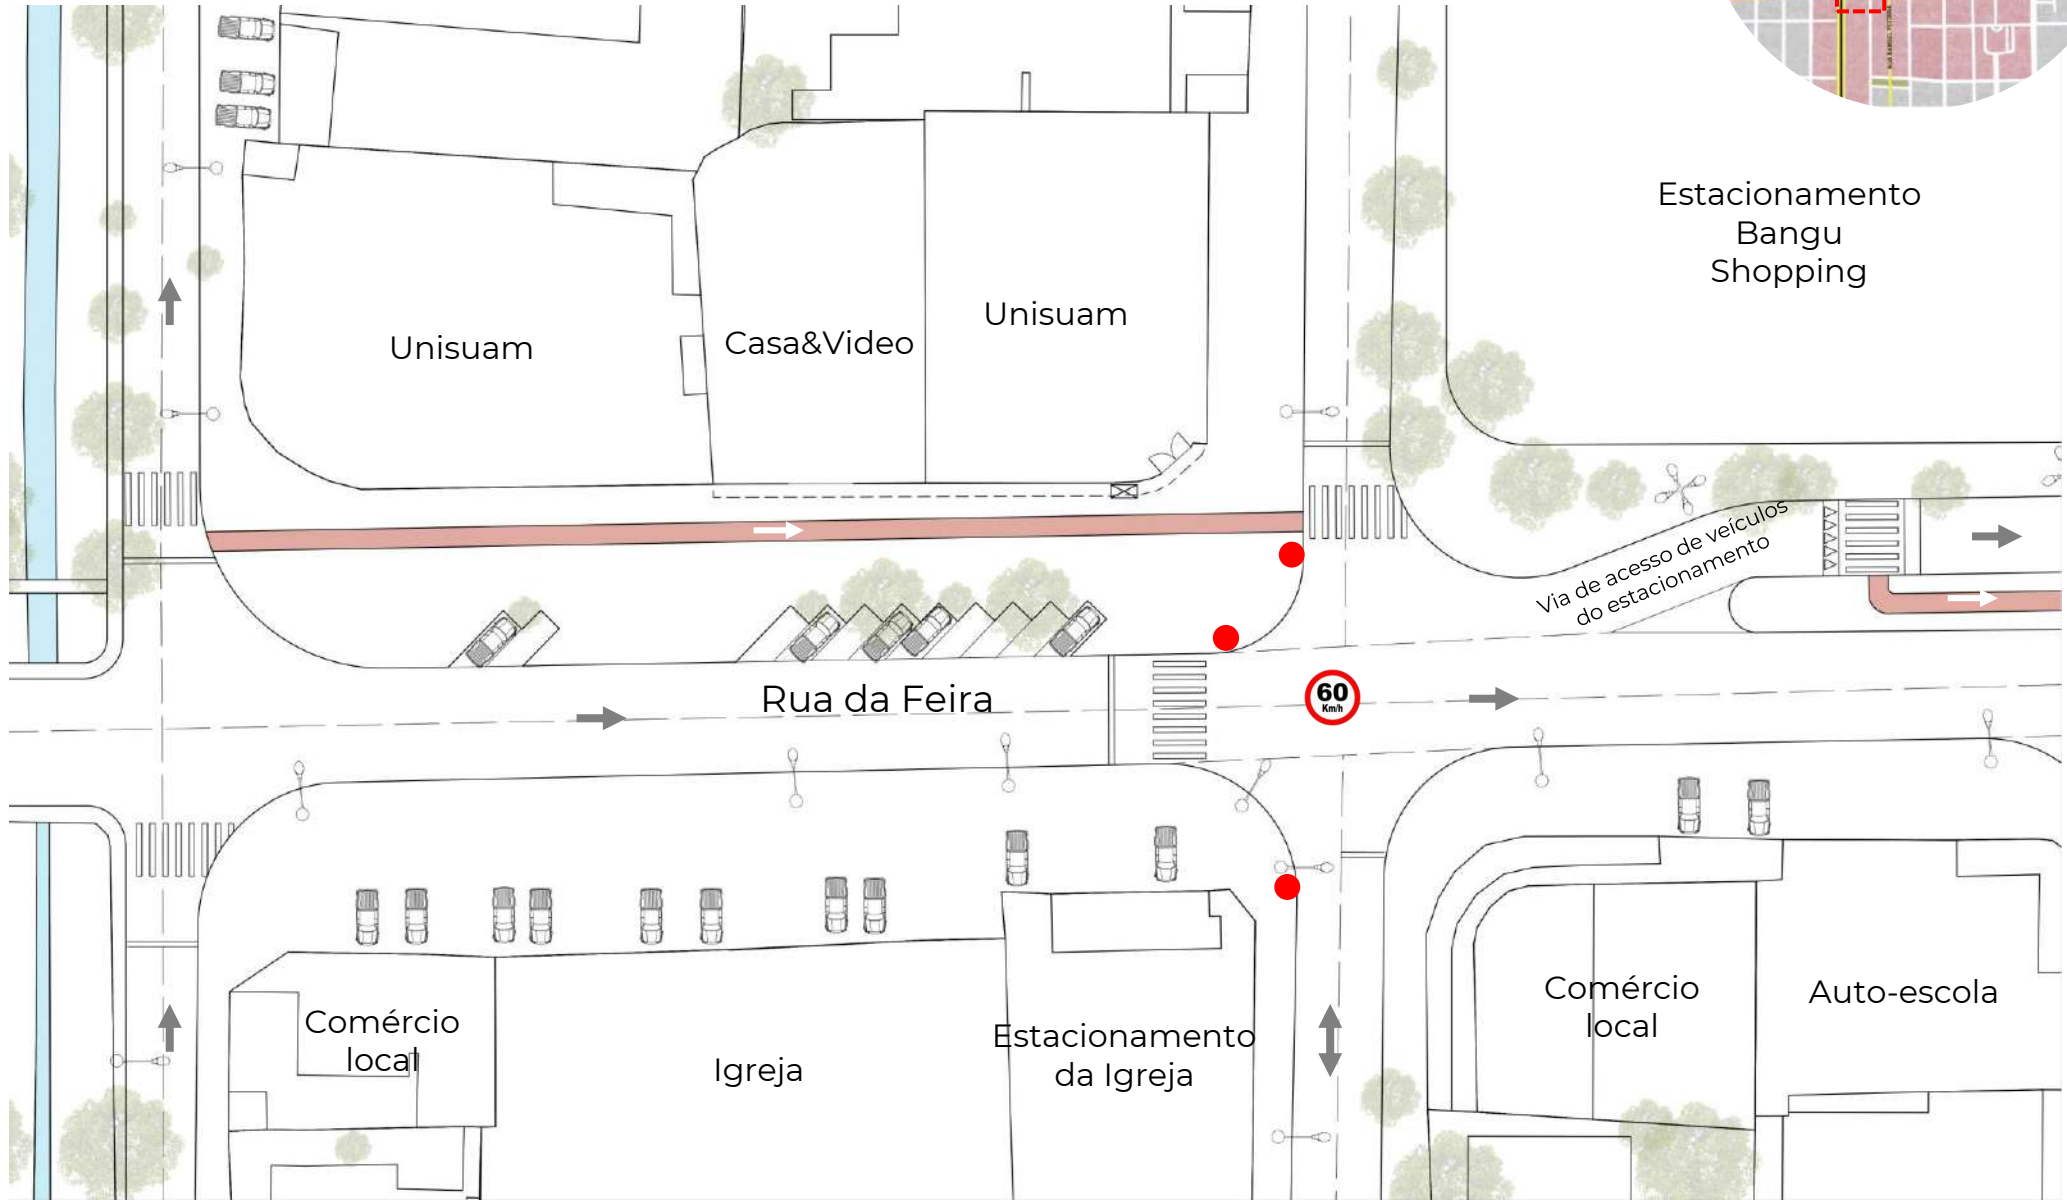 Estacionamento
Bangu
Shopping
Unisuam
Casa&Video
Unisuam
Via de acesso de veículos
do estacionamento
Rua da Feira
60
Km/h
Comércio
local
Igreja
Estacionamento
da Igreja
Comércio
local
Auto-escola